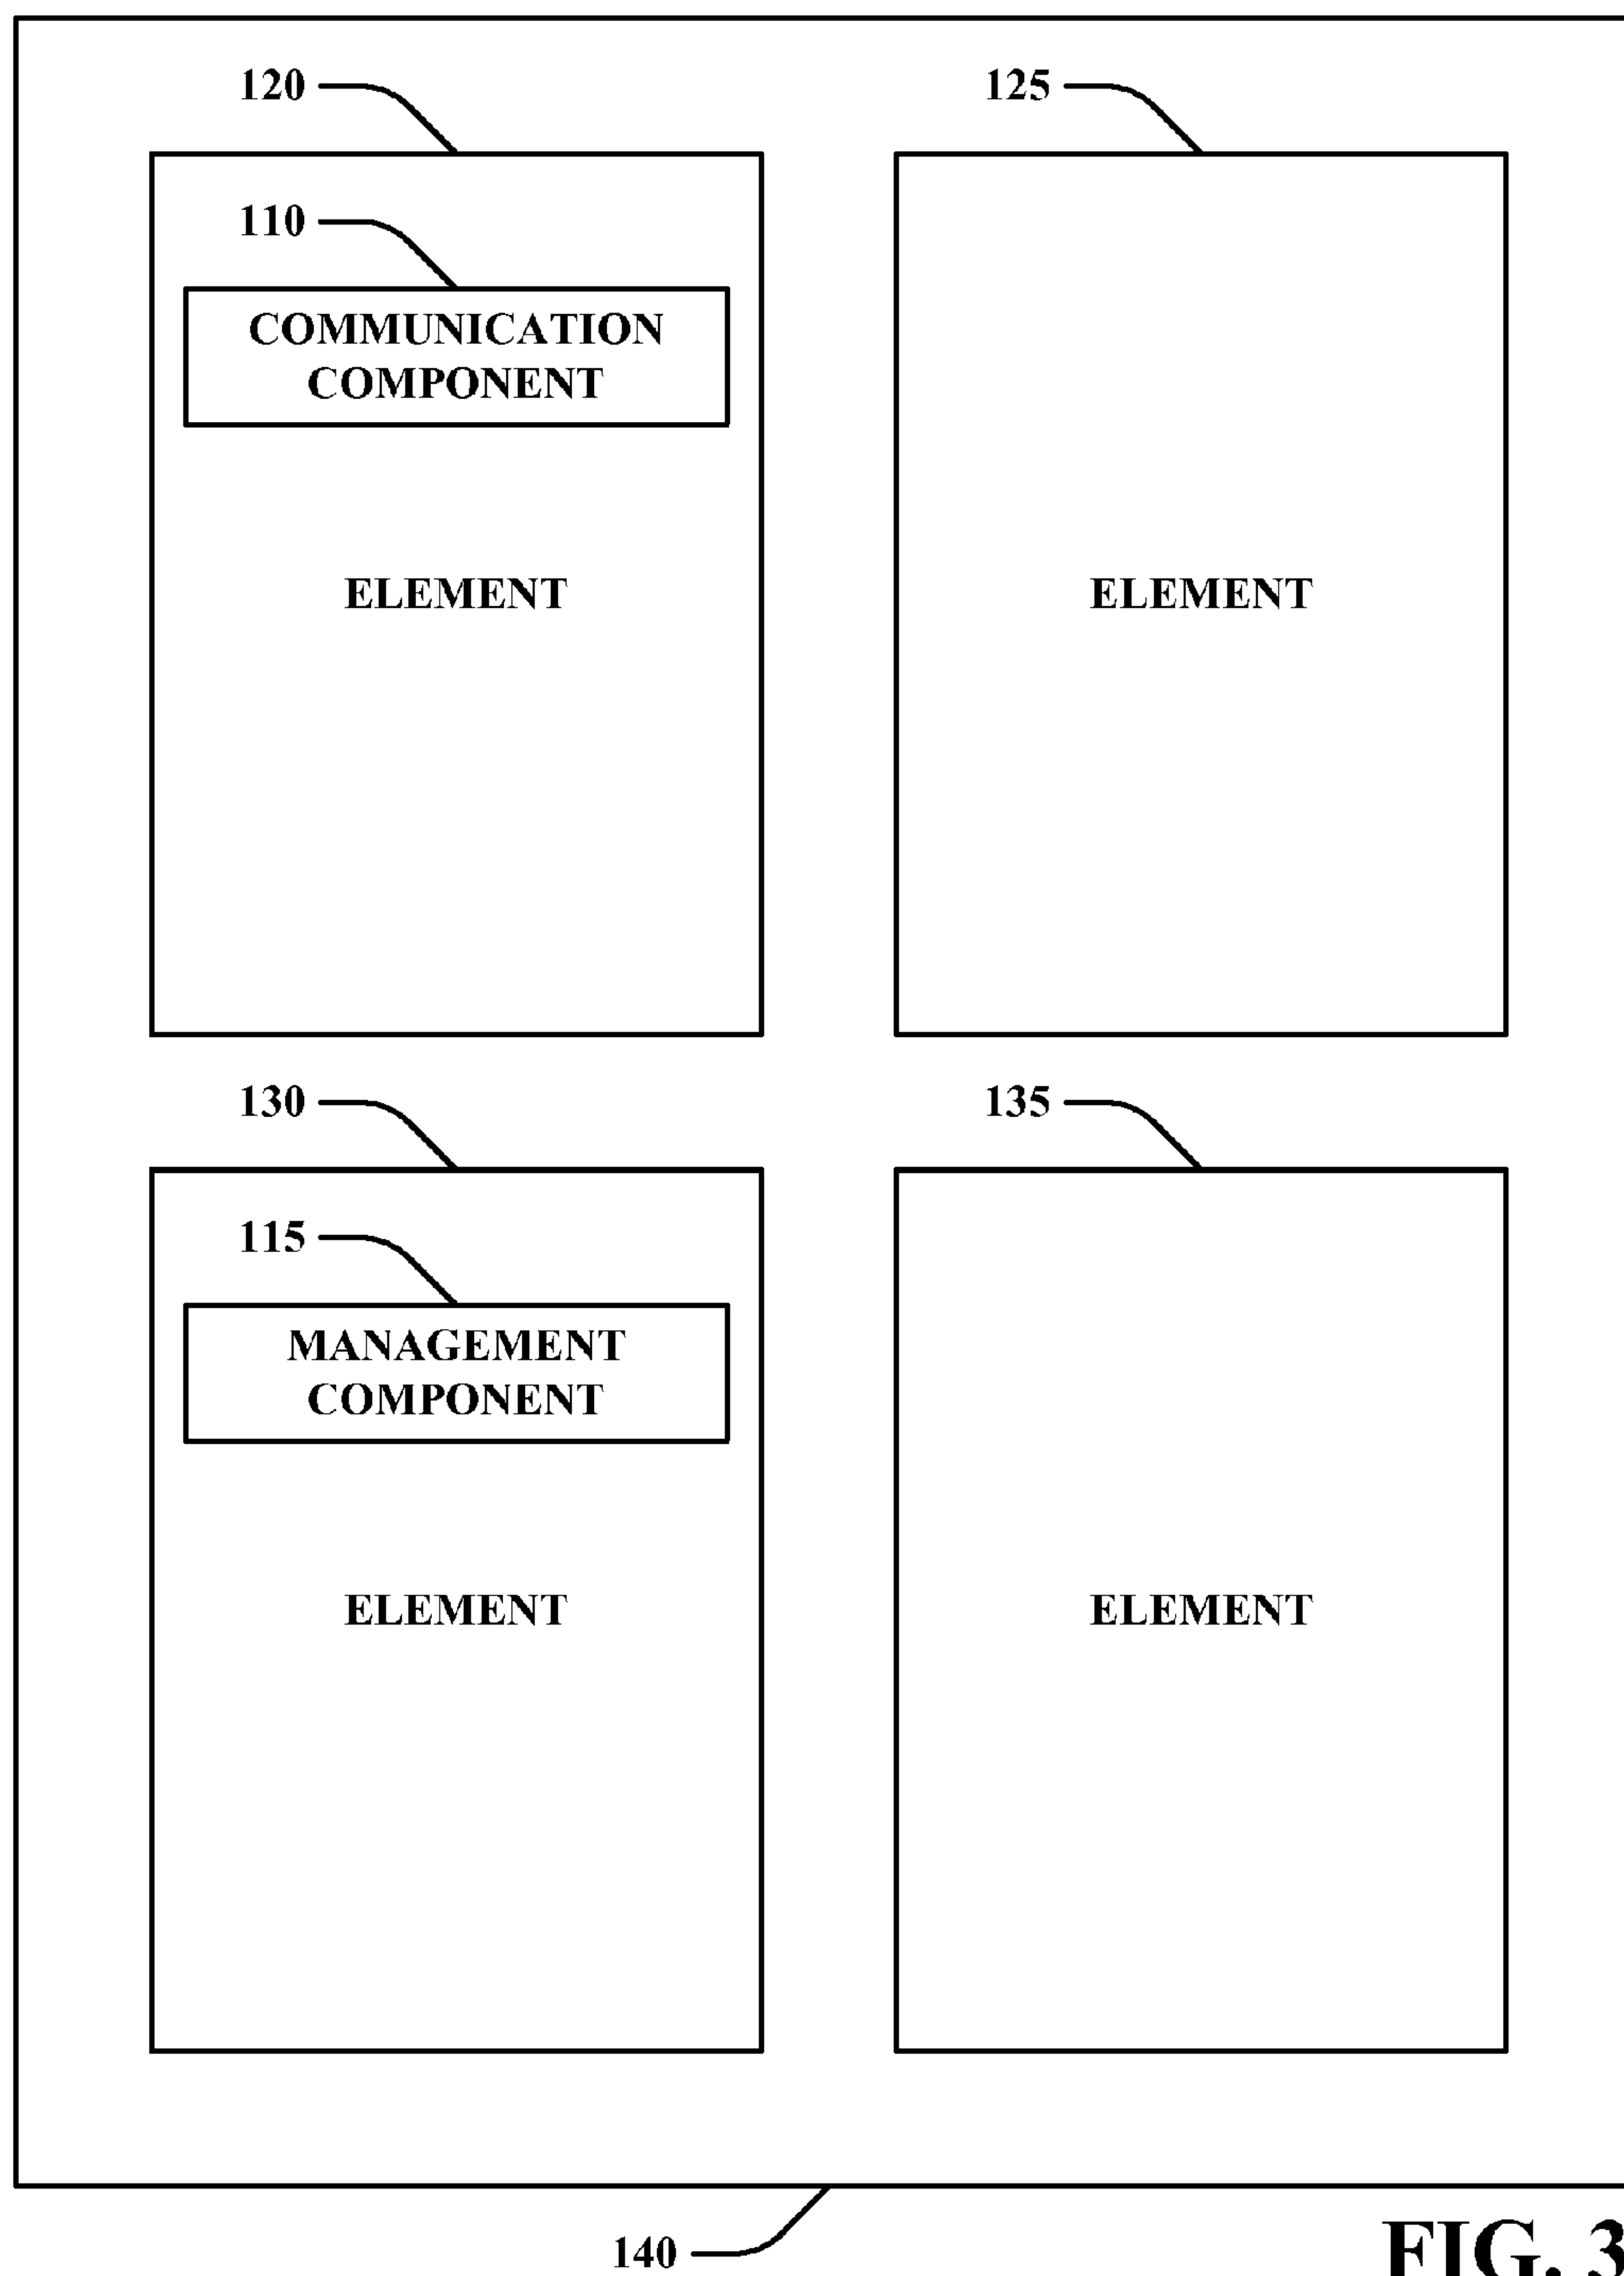 120
125
110
COMMUNICATION
COMPONENT
ELEMENT
ELEMENT
130
135
115
MANAGEMENT
COMPONENT
ELEMENT
ELEMENT
140
FIG. 3